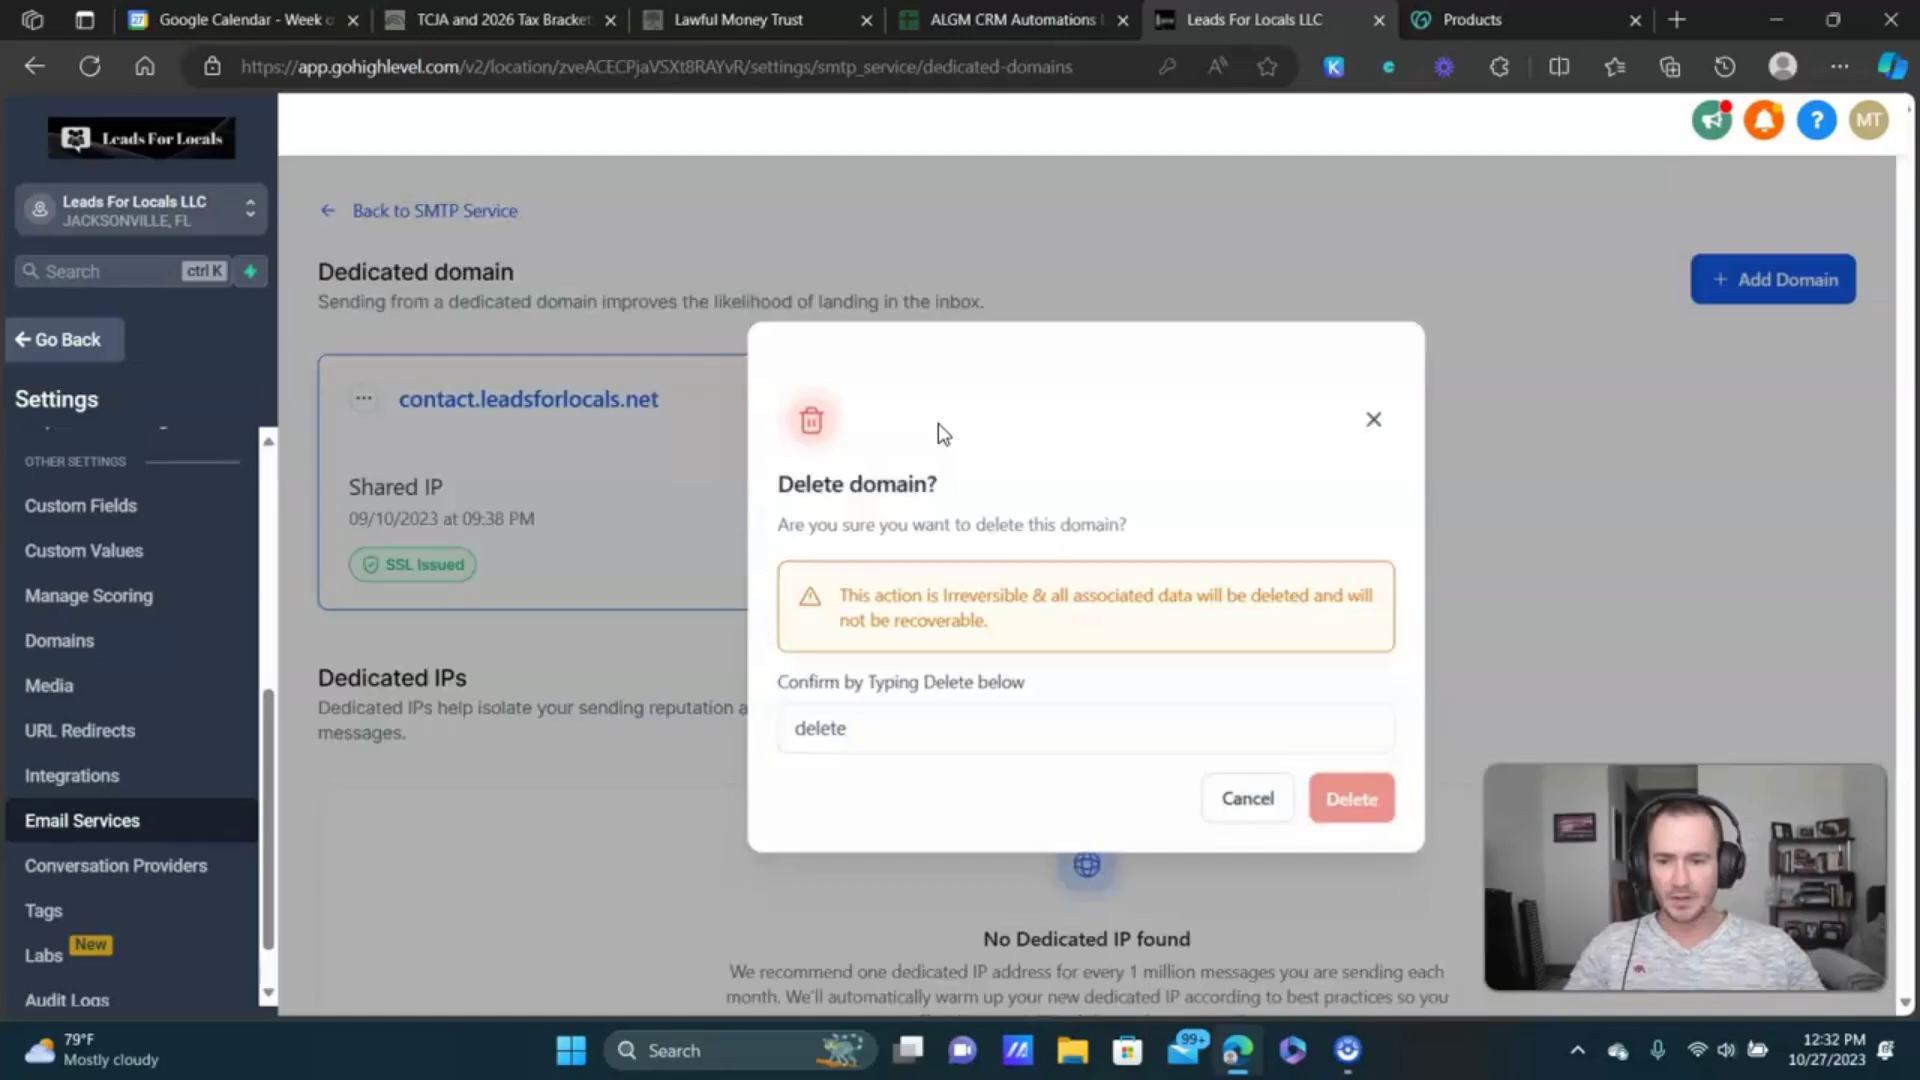 Google Calendar - Week o
TCJA and 2026 Tax Bracket
Lawful Money Trust
ALGM CRM Automations
Leads For Locals LLC
Products
https://app.gohighlevel.com/v2/location/zveACECPjaVSXt8RAYvR/settings/smtp_service/dedicated-domains
Leads For Locals
MT
Leads For Locals LLC
JACKSONVILLE, FL
Search
ctrl K
Go Back
Settings
OTHER SETTINGS
Custom Fields
Custom Values
Manage Scoring
Domains
Media
URL Redirects
Integrations
Email Services
Conversation Providers
Tags
Labs New
Audit Logs
Back to SMTP Service
Dedicated domain
Sending from a dedicated domain improves the likelihood of landing in the inbox.
+ Add Domain
contact.leadsforlocals.net
Shared IP
09/10/2023 at 09:38 PM
SSL Issued
Dedicated IPs
Dedicated IPs help isolate your sending reputation a
messages.
Delete domain?
Are you sure you want to delete this domain?
This action is Irreversible & all associated data will be deleted and will
not be recoverable.
Confirm by Typing Delete below
delete
Cancel
Delete
No Dedicated IP found
We recommend one dedicated IP address for every 1 million messages you are sending each
month. We'll automatically warm up your new dedicated IP according to best practices so you
79°F
Mostly cloudy
Search
99+
12:32 PM
10/27/2023